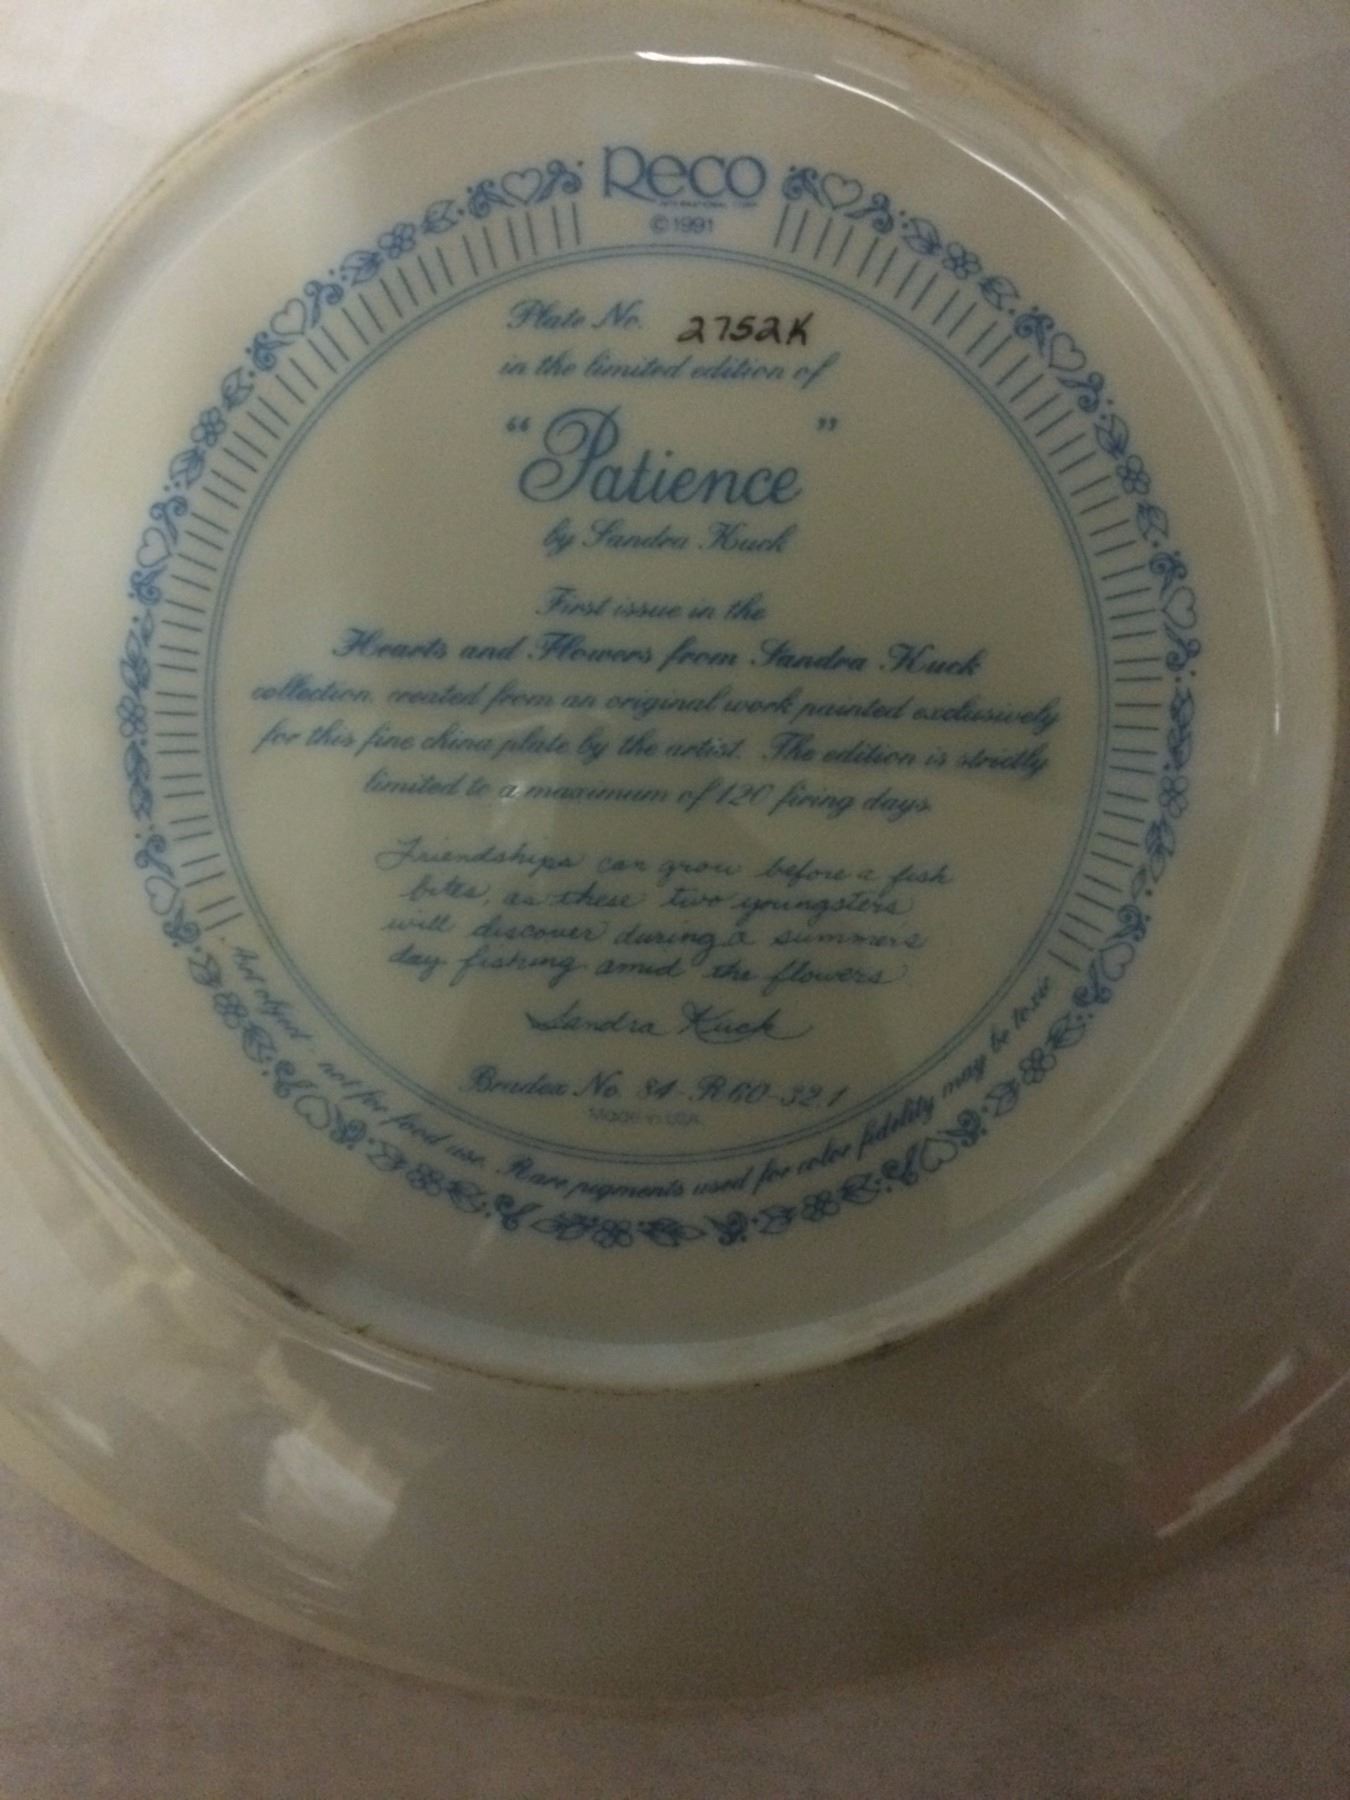 Reco
INTERNATIONAL CORP.
©1991
Plate No. 2752K
in the limited edition of
"Patience"
by Sandra Kuck
First issue in the
Hearts and Flowers from Sandra Kuck
collection, created from an original work painted exclusively
for this fine china plate by the artist. The edition is strictly
limited to a maximum of 120 firing days.
Friendships can grow before a fish
bites, as these two youngsters
will discover during a summers
day fishing amid the flowers
Sandra Kuck
Bradex No. 84-R60-32.1
Made in USA
Art object - not for food use. Rare pigments used for color fidelity may be toxic.